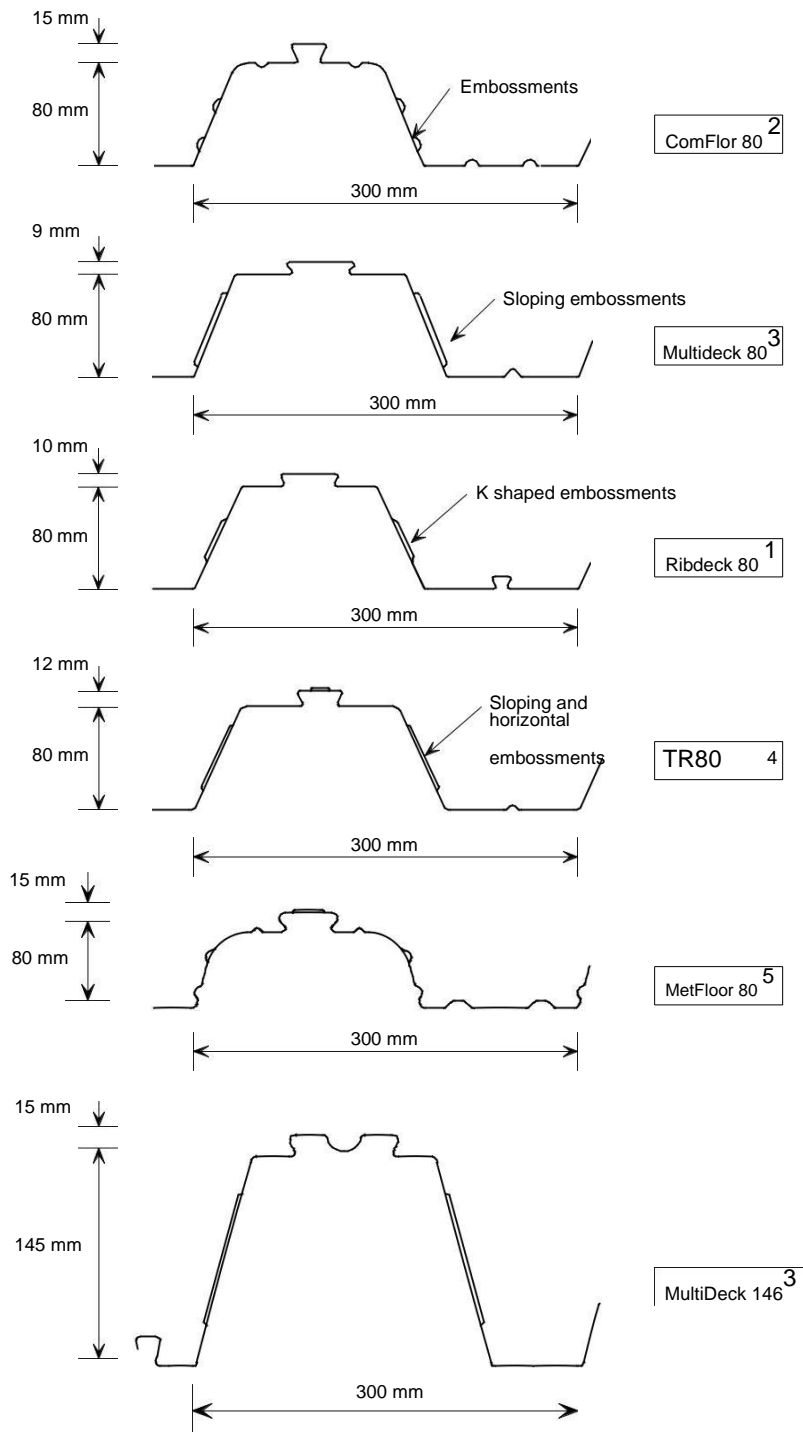 15 mm
80 mm
Embossments
ComFlor 80 2
300 mm
9 mm
80 mm
Sloping embossments
Multideck 80 3
300 mm
10 mm
80 mm
K shaped embossments
Ribdeck 80 1
300 mm
12 mm
80 mm
Sloping and
horizontal
embossments
TR80 4
300 mm
15 mm
80 mm
MetFloor 80 5
300 mm
15 mm
145 mm
MultiDeck 146 3
300 mm